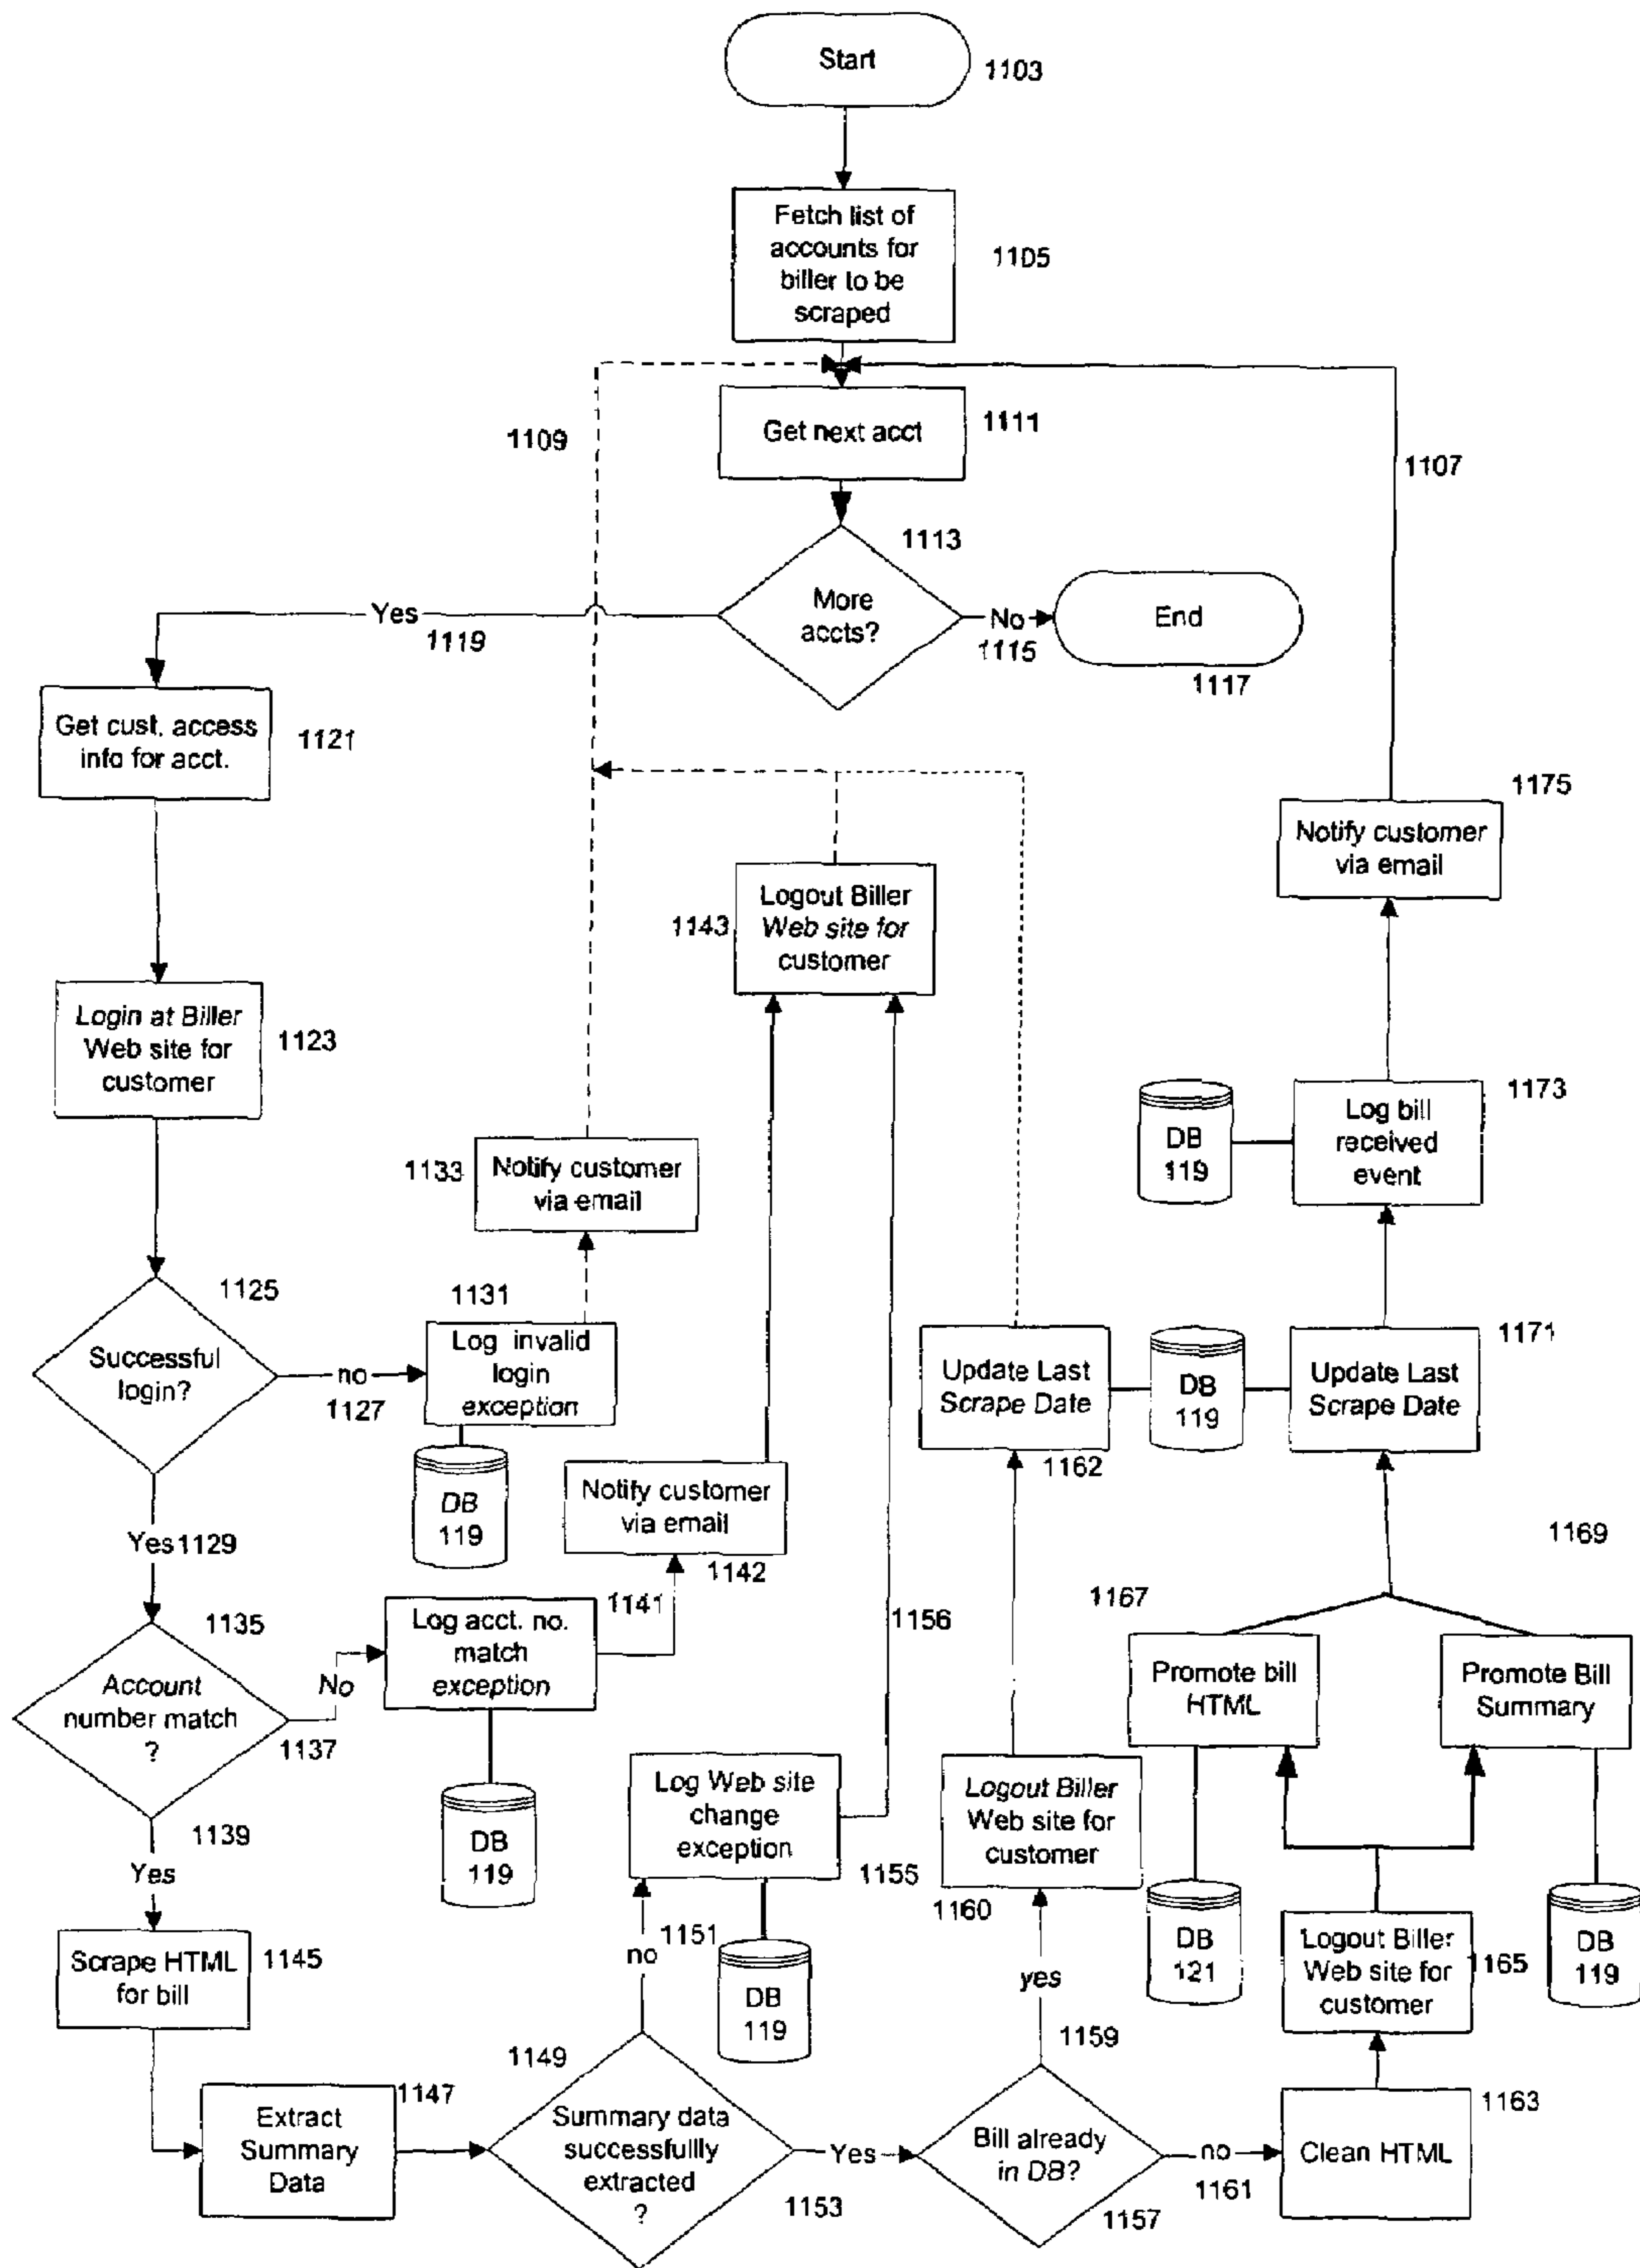 Start
1103
Fetch list of
accounts for
biller to be
scraped
1105
Get next acct
1111
1109
1107
1113
More
accts?
Yes
1119
No
1115
End
1117
Get cust. access
info for acct.
1121
Login at Biller
Web site for
customer
1123
1125
Successful
login?
no
1127
Yes 1129
1131
Log invalid
login
exception
DB
119
1133
Notify customer
via email
1135
Account
number match
?
No
1137
1139
Yes
Log acct. no.
match
exception
1141
DB
119
Notify customer
via email
1142
1143
Logout Biller
Web site for
customer
Scrape HTML
for bill
1145
Extract
Summary
Data
1147
1149
Summary data
successfullly
extracted
?
no
1151
Yes
1153
Log Web site
change
exception
1155
1156
DB
119
Bill already
in DB?
1157
yes
1159
no
1161
Logout Biller
Web site for
customer
1160
Update Last
Scrape Date
1162
DB
119
Clean HTML
1163
Logout Biller
Web site for
customer
1165
Promote bill
HTML
1167
DB
121
Promote Bill
Summary
1169
DB
119
Update Last
Scrape Date
1171
Log bill
received
event
1173
DB
119
Notify customer
via email
1175